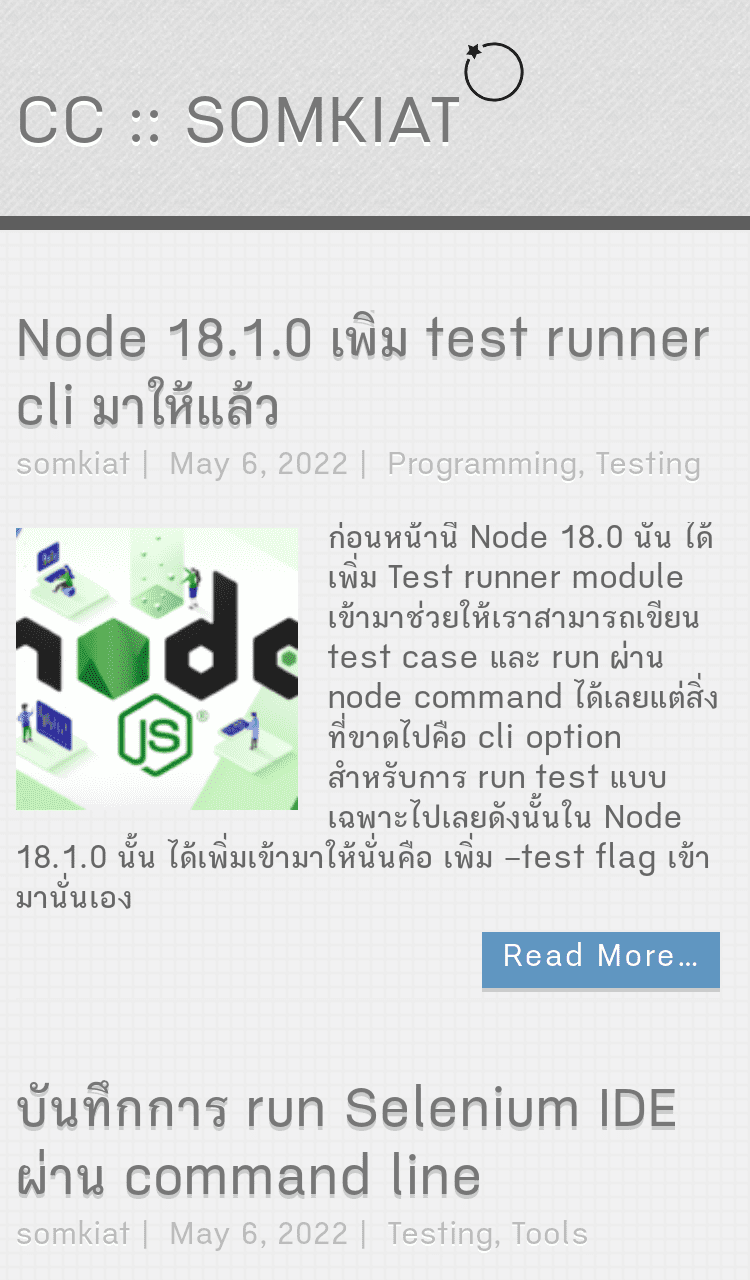 CC :: SOMKIAT
Node 18.1.0 เพิ่ม test runner
cli มาให้แล้ว
somkiat | May 6, 2022 | Programming, Testing
node
JS
®
ก่อนหน้านี้ Node 18.0 นั้น ได้
เพิ่ม Test runner module
เข้ามาช่วยให้เราสามารถเขียน
test case และ run ผ่าน
node command ได้เลยแต่สิ่ง
ที่ขาดไปคือ cli option
สำหรับการ run test แบบ
เฉพาะไปเลยดังนั้นใน Node
18.1.0 นั้น ได้เพิ่มเข้ามาให้นั่นคือ เพิ่ม –test flag เข้า
มานั่นเอง
Read More…
บันทึกการ run Selenium IDE
ผ่าน command line
somkiat | May 6, 2022 | Testing, Tools